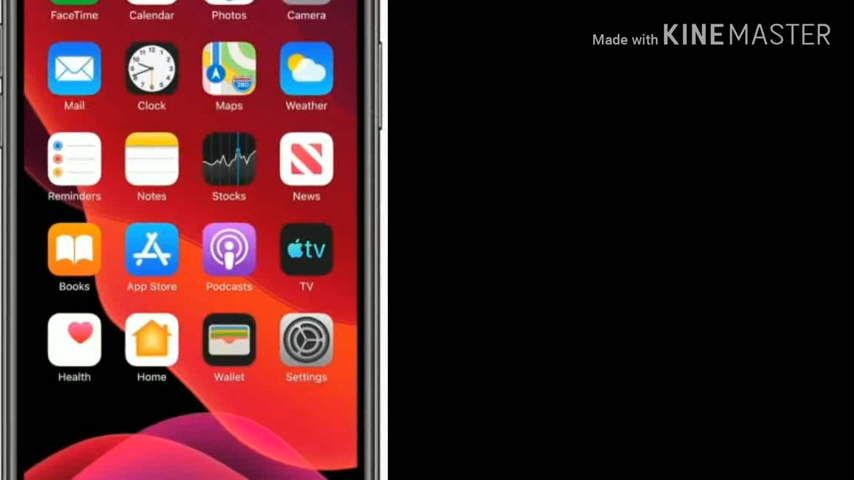 FaceTime Calendar Photos Camera
Made with KINEMASTER
Mail Clock Maps Weather
Reminders Notes Stocks News
Books App Store Podcasts TV
tv
Health Home Wallet Settings
280